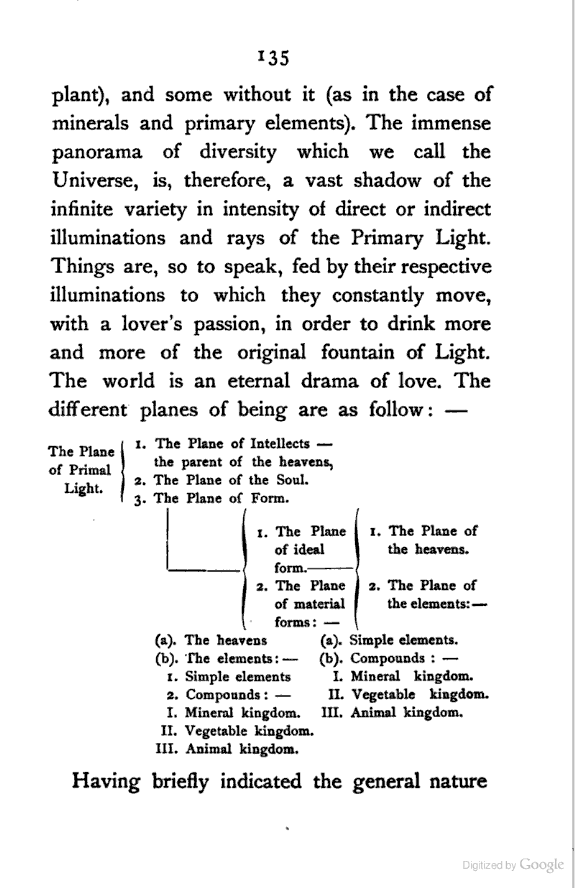 135
plant), and some without it (as in the case of
minerals and primary elements). The immense
panorama of diversity which we call the
Universe, is, therefore, a vast shadow of the
infinite variety in intensity of direct or indirect
illuminations and rays of the Primary Light.
Things are, so to speak, fed by their respective
illuminations to which they constantly move,
with a lover's passion, in order to drink more
and more of the original fountain of Light.
The world is an eternal drama of love. The
different planes of being are as follow: —
The Plane
of Primal
Light.
1. The Plane of Intellects —
the parent of the heavens,
2. The Plane of the Soul.
3. The Plane of Form.
1. The Plane
of ideal
form.
2. The Plane
of material
forms: —
1. The Plane of
the heavens.
2. The Plane of
the elements:—
(a). The heavens
(b). The elements:—
1. Simple elements
2. Compounds: —
I. Mineral kingdom.
II. Vegetable kingdom.
III. Animal kingdom.
(a). Simple elements.
(b). Compounds : —
I. Mineral kingdom.
II. Vegetable kingdom.
III. Animal kingdom.
Having briefly indicated the general nature
Digitized by Google